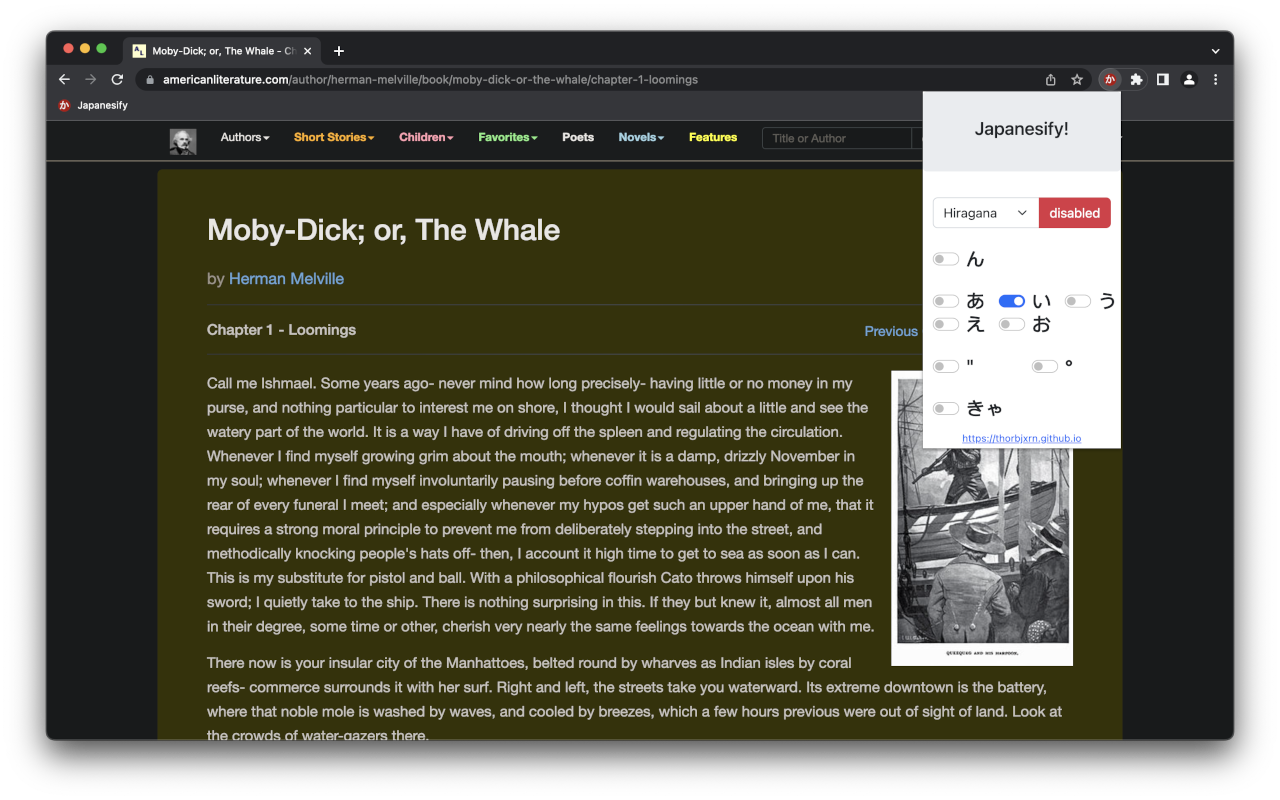 Moby-Dick; or, The Whale - Ch
americanliterature.com/author/herman-melville/book/moby-dick-or-the-whale/chapter-1-loomings
か
か Japanesify
Authors Short Stories Children Favorites Poets Novels Features Title or Author
Japanesify!
Hiragana disabled
ん
あ い う
え お
" °
きゃ
https://thorbjxrn.github.io
Moby-Dick; or, The Whale
by Herman Melville
Chapter 1 - Loomings
Previous
Call me Ishmael. Some years ago- never mind how long precisely- having little or no money in my
purse, and nothing particular to interest me on shore, I thought I would sail about a little and see the
watery part of the world. It is a way I have of driving off the spleen and regulating the circulation.
Whenever I find myself growing grim about the mouth; whenever it is a damp, drizzly November in
my soul; whenever I find myself involuntarily pausing before coffin warehouses, and bringing up the
rear of every funeral I meet; and especially whenever my hypos get such an upper hand of me, that it
requires a strong moral principle to prevent me from deliberately stepping into the street, and
methodically knocking people's hats off- then, I account it high time to get to sea as soon as I can.
This is my substitute for pistol and ball. With a philosophical flourish Cato throws himself upon his
sword; I quietly take to the ship. There is nothing surprising in this. If they but knew it, almost all men
in their degree, some time or other, cherish very nearly the same feelings towards the ocean with me.
QUEEQUEG AND HIS HARPOON.
There now is your insular city of the Manhattoes, belted round by wharves as Indian isles by coral
reefs- commerce surrounds it with her surf. Right and left, the streets take you waterward. Its extreme downtown is the battery,
where that noble mole is washed by waves, and cooled by breezes, which a few hours previous were out of sight of land. Look at
the crowds of water-gazers there.